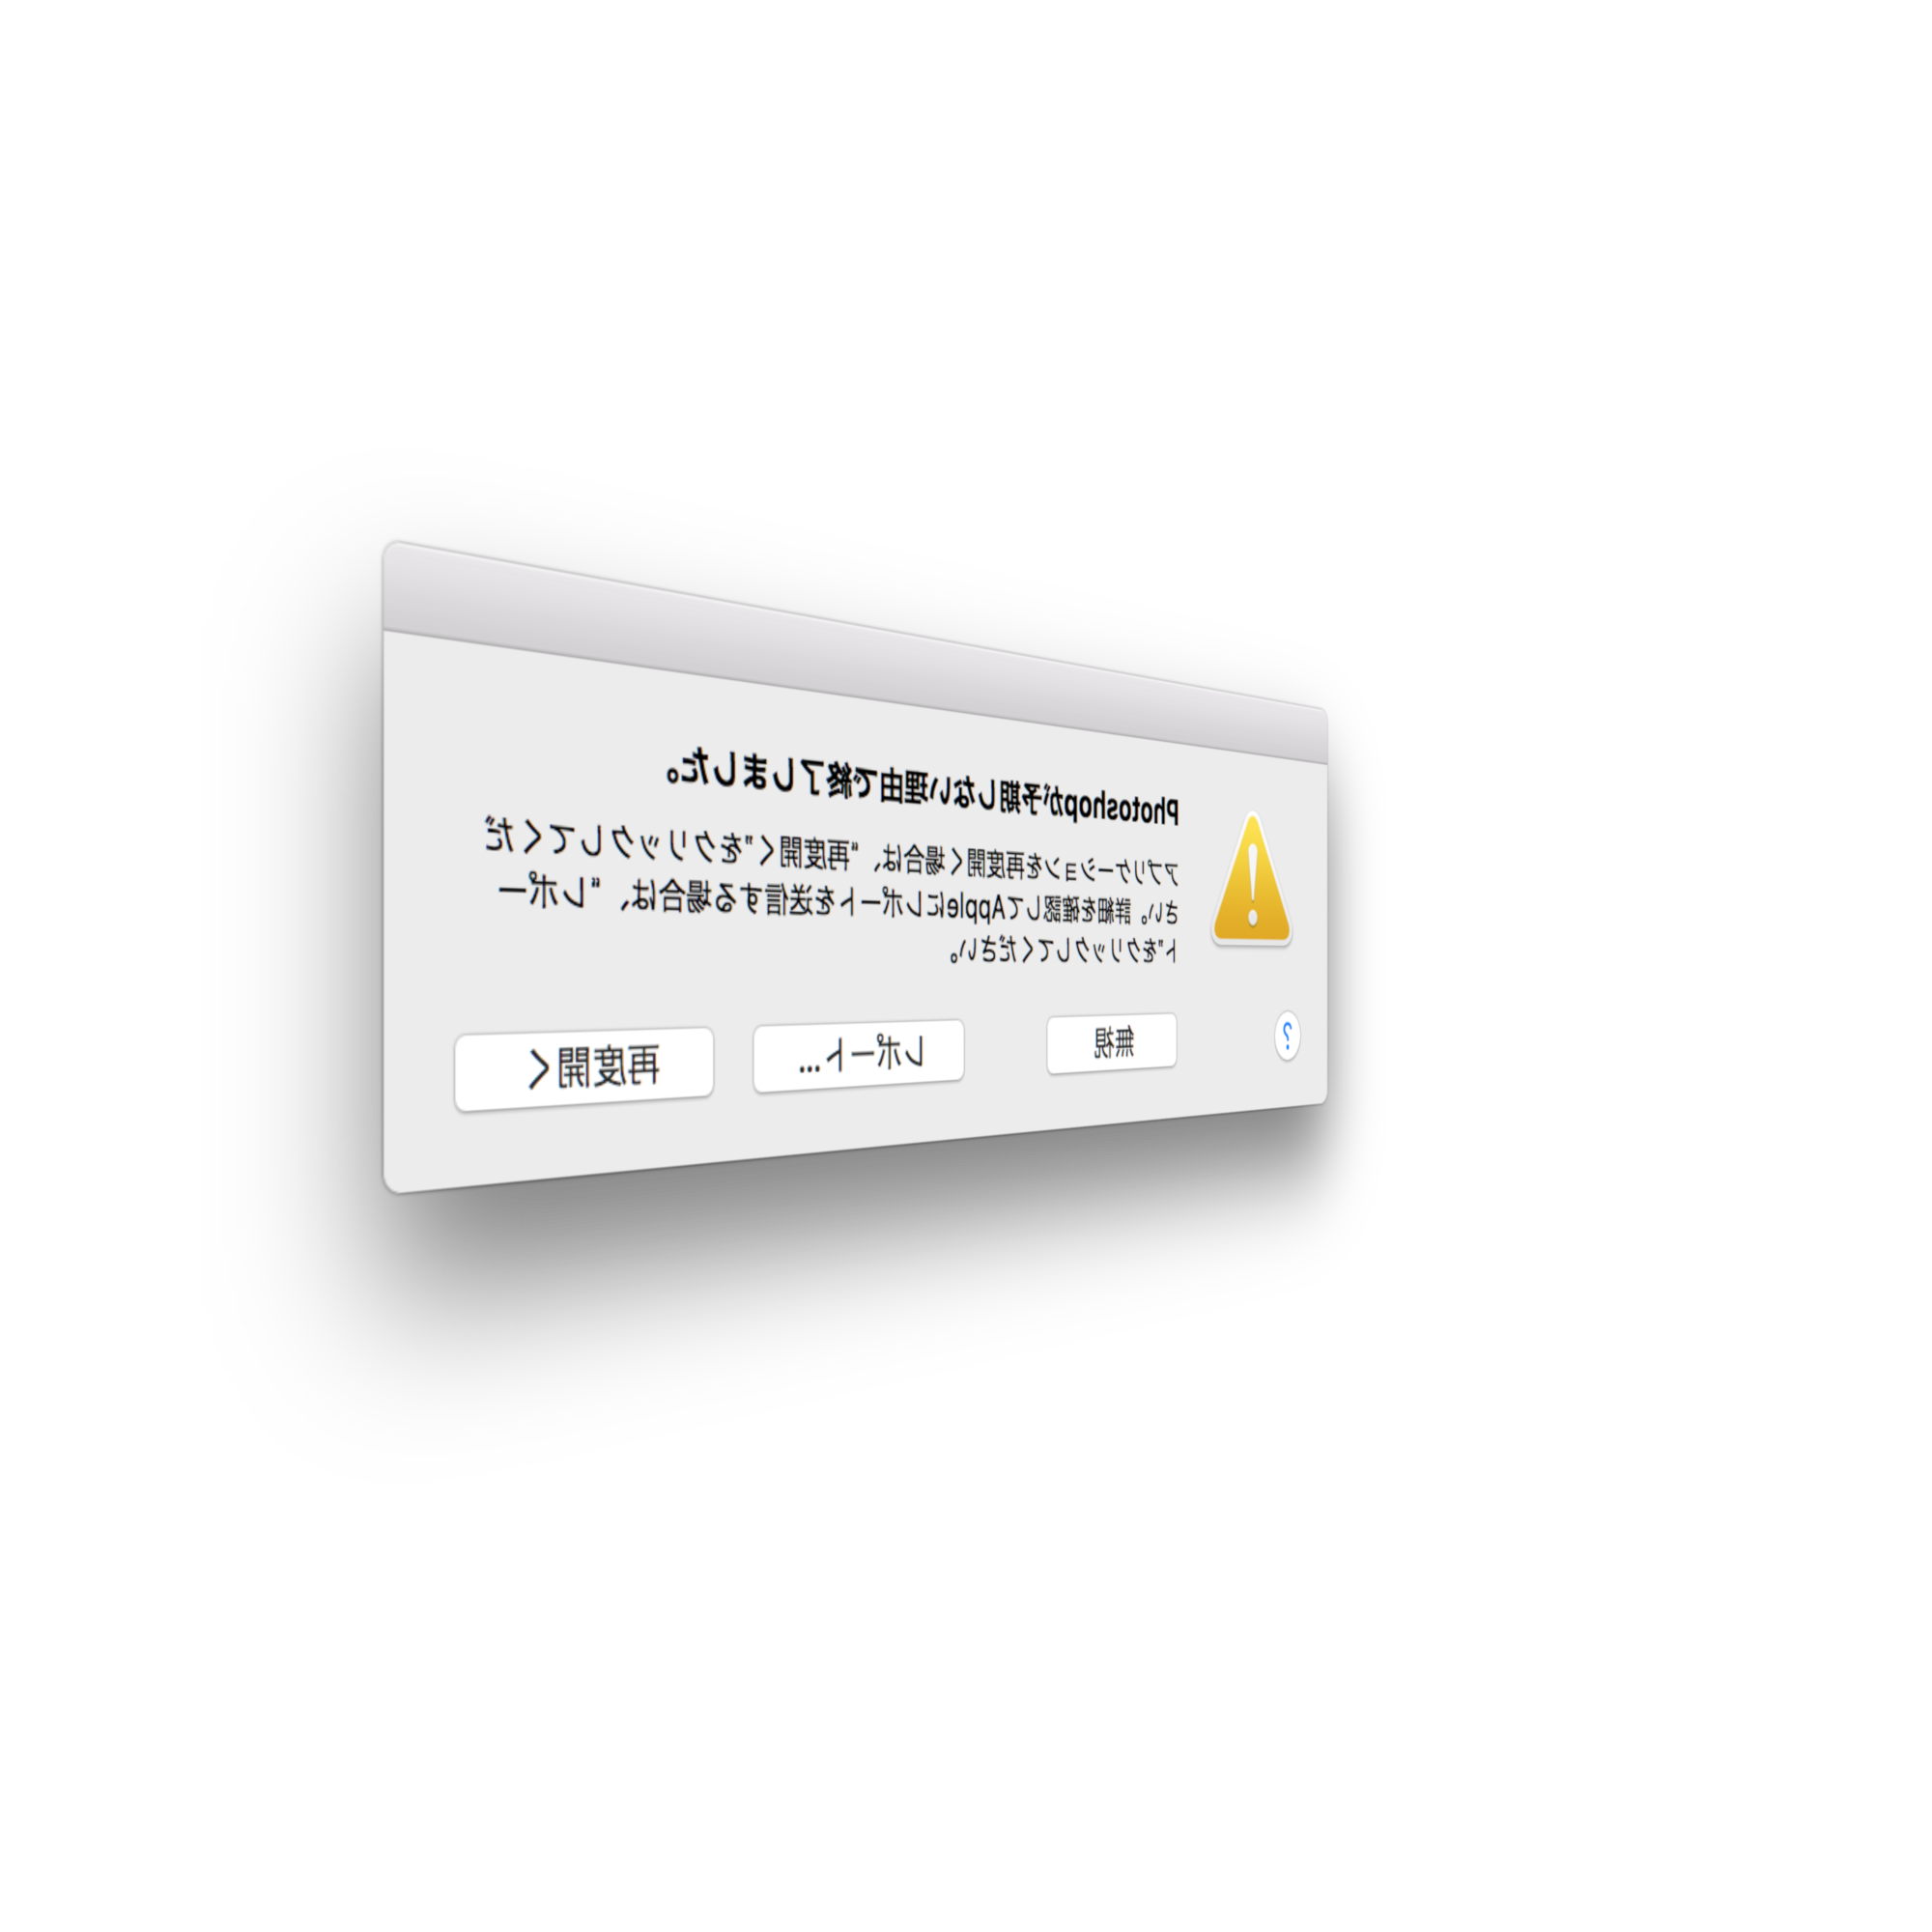 Photoshopが予期しない理由で終了しました。
アプリケーションを再度開く場合は、“再度開く”をクリックしてくだ
さい。詳細を確認してAppleにレポートを送信する場合は、“レポー
ト”をクリックしてください。
?
無視
レポート...
再度開く